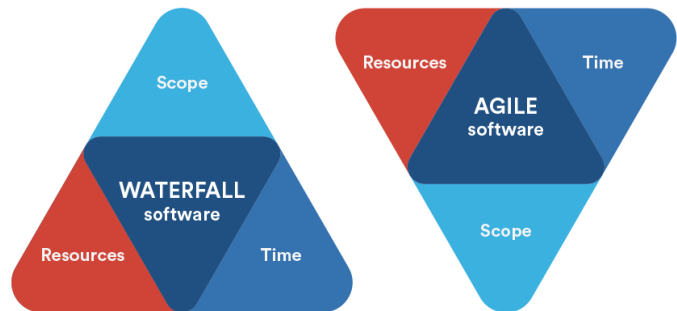 Scope
WATERFALL
software
Resources
Time
Resources
Time
AGILE
software
Scope